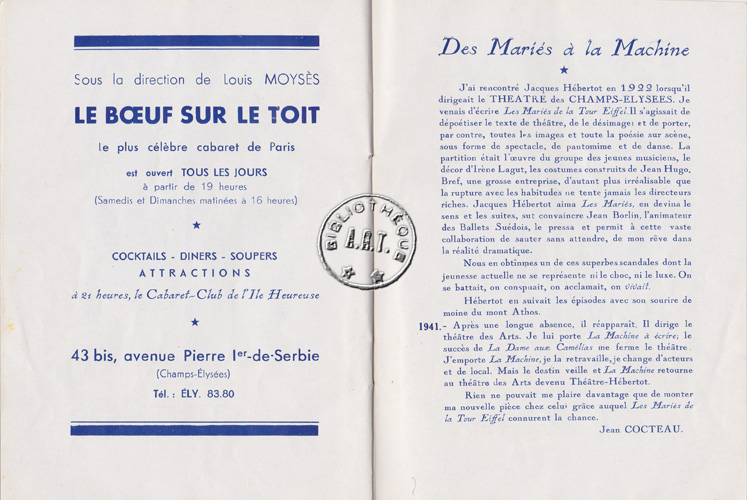 Sous la direction de Louis MOYSÈS
LE BŒUF SUR LE TOIT
le plus célèbre cabaret de Paris
est ouvert TOUS LES JOURS
à partir de 19 heures
(Samedis et Dimanches matinées à 16 heures)
COCKTAILS - DINERS - SOUPERS
ATTRACTIONS
à 21 heures, le Cabaret-Club de l'Ile Heureuse
43 bis, avenue Pierre Ier-de-Serbie
(Champs-Élysées)
Tél. : ÉLY. 83.80
BIBLIOTHÈQUE
A.R.T.
Des Mariés à la Machine
J'ai rencontré Jacques Hébertot en 1922 lorsqu'il
dirigeait le THEATRE des CHAMPS-ELYSEES. Je
venais d'écrire Les Mariés de la Tour Eiffel. Il s'agissait de
dépoétiser le texte de théâtre, de le désimager et de porter,
par contre, toutes les images et toute la poésie sur scène,
sous forme de spectacle, de pantomime et de danse. La
partition était l'œuvre du groupe des jeunes musiciens, le
décor d'Irène Lagut, les costumes construits de Jean Hugo,
Bref, une grosse entreprise, d'autant plus irréalisable que
la rupture avec les habitudes ne tente jamais les directeurs
riches. Jacques Hébertot aima Les Mariés, en devina le
sens et les suites, sut convaincre Jean Borlin, l'animateur
des Ballets Suédois, le pressa et permit à cette vaste
collaboration de sauter sans attendre, de mon rêve dans
la réalité dramatique.
Nous en obtinmes un de ces superbes scandales dont la
jeunesse actuelle ne se représente ni le choc, ni le luxe. On
se battait, on conspuait, on acclamait, on vivait.
Hébertot en suivait les épisodes avec son sourire de
moine du mont Athos.
1941.- Après une longue absence, il réapparaît. Il dirige le
théâtre des Arts. Je lui porte La Machine à écrire; le
succès de La Dame aux Camélias me ferme le théâtre.
J'emporte La Machine, je la retravaille, je change d'acteurs
et de local. Mais le destin veille et La Machine retourne
au théâtre des Arts devenu Théâtre-Hébertot.
Rien ne pouvait me plaire davantage que de monter
ma nouvelle pièce chez celui grâce auquel Les Mariés de
la Tour Eiffel connurent la chance.
Jean COCTEAU.